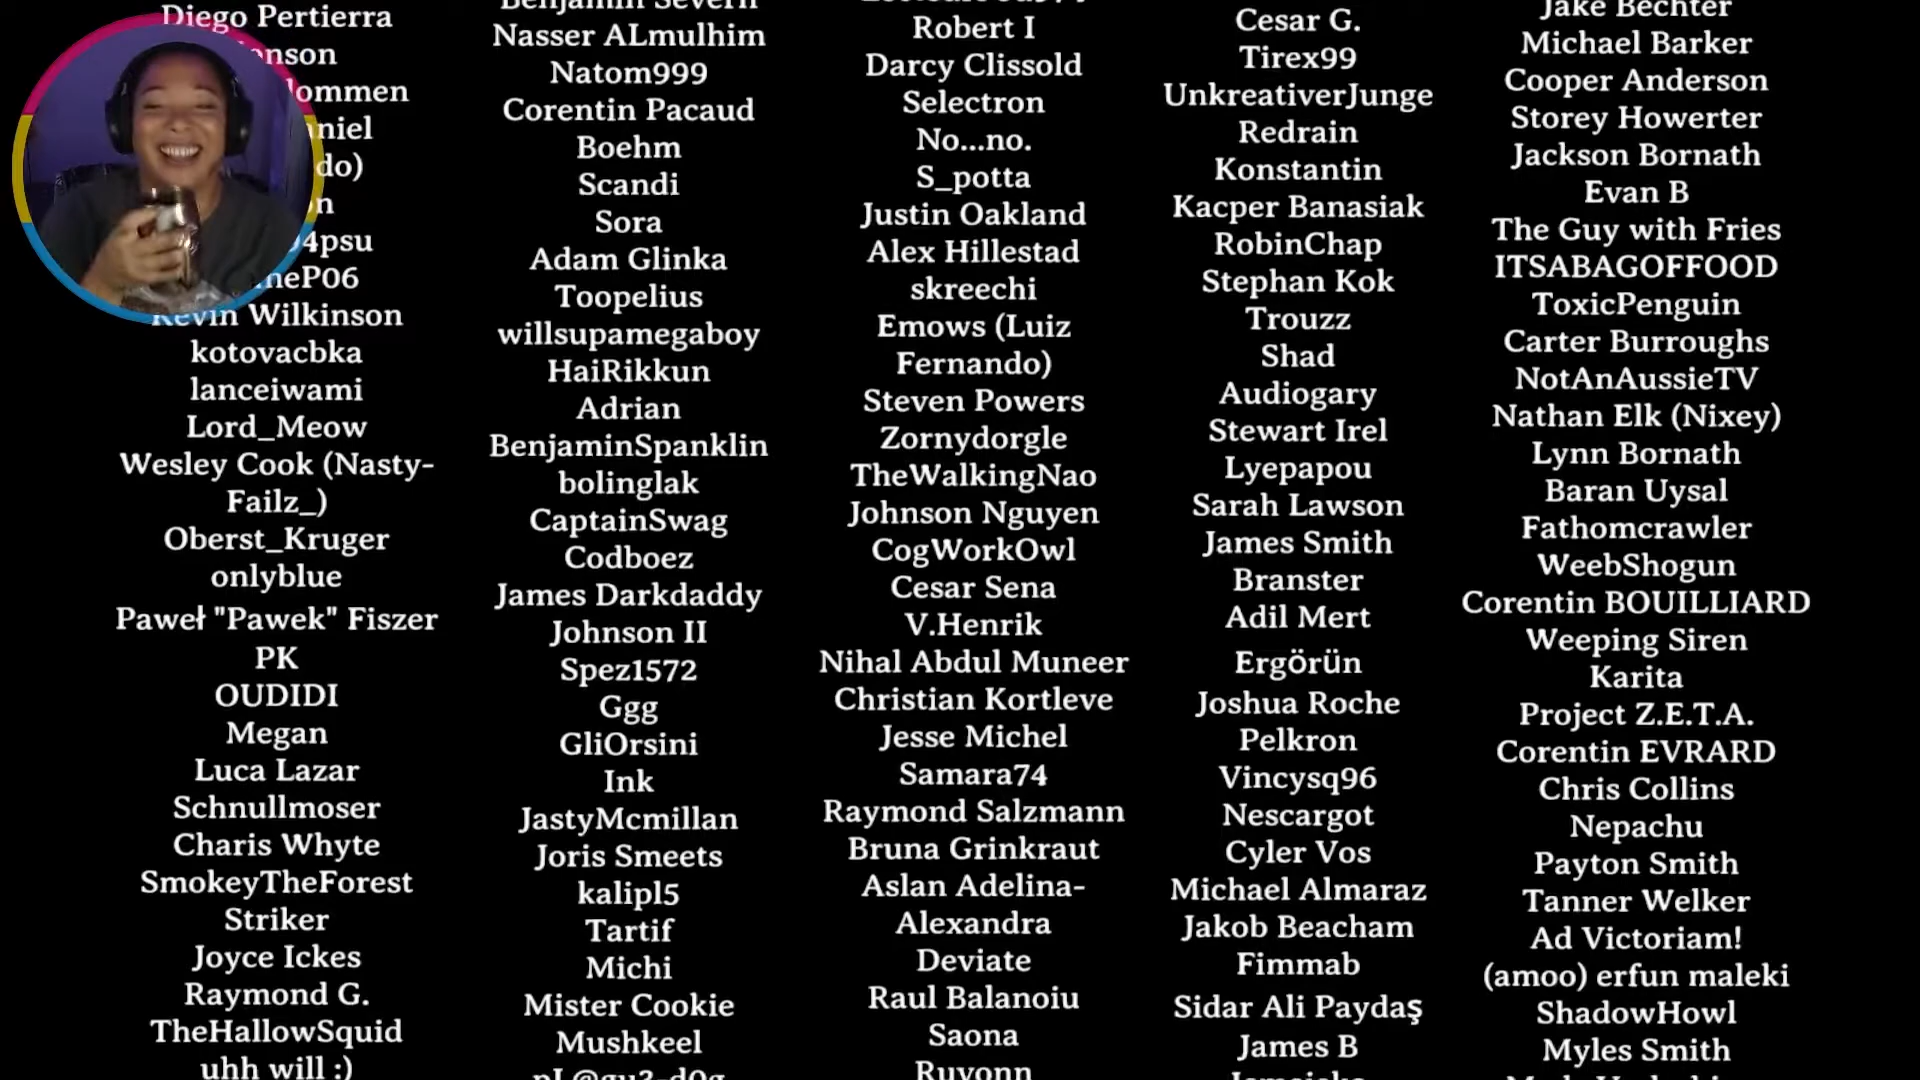 Diego Pertierra
Kevin Wilkinson
kotovacbka
lanceiwami
Lord_Meow
Wesley Cook (Nasty-
Failz_)
Oberst_Kruger
onlyblue
Paweł "Pawek" Fiszer
PK
OUDIDI
Megan
Luca Lazar
Schnullmoser
Charis Whyte
SmokeyTheForest
Striker
Joyce Ickes
Raymond G.
TheHallowSquid
uhh will :)
Benjamin Severn
Nasser ALmulhim
Natom999
Corentin Pacaud
Boehm
Scandi
Sora
Adam Glinka
Toopelius
willsupamegaboy
HaiRikkun
Adrian
BenjaminSpanklin
bolinglak
CaptainSwag
Codboez
James Darkdaddy
Johnson II
Spez1572
Ggg
GliOrsini
Ink
JastyMcmillan
Joris Smeets
kalipl5
Tartif
Michi
Mister Cookie
Mushkeel
Robert I
Darcy Clissold
Selectron
No...no.
S_potta
Justin Oakland
Alex Hillestad
skreechi
Emows (Luiz
Fernando)
Steven Powers
Zornydorgle
TheWalkingNao
Johnson Nguyen
CogWorkOwl
Cesar Sena
V.Henrik
Nihal Abdul Muneer
Christian Kortleve
Jesse Michel
Samara74
Raymond Salzmann
Bruna Grinkraut
Aslan Adelina-
Alexandra
Deviate
Raul Balanoiu
Saona
Ruvonn
Cesar G.
Tirex99
UnkreativerJunge
Redrain
Konstantin
Kacper Banasiak
RobinChap
Stephan Kok
Trouzz
Shad
Audiogary
Stewart Irel
Lyepapou
Sarah Lawson
James Smith
Branster
Adil Mert
Ergörün
Joshua Roche
Pelkron
Vincysq96
Nescargot
Cyler Vos
Michael Almaraz
Jakob Beacham
Fimmab
Sidar Ali Paydaş
James B
Jake Bechter
Michael Barker
Cooper Anderson
Storey Howerter
Jackson Bornath
Evan B
The Guy with Fries
ITSABAGOFFOOD
ToxicPenguin
Carter Burroughs
NotAnAussieTV
Nathan Elk (Nixey)
Lynn Bornath
Baran Uysal
Fathomcrawler
WeebShogun
Corentin BOUILLIARD
Weeping Siren
Karita
Project Z.E.T.A.
Corentin EVRARD
Chris Collins
Nepachu
Payton Smith
Tanner Welker
Ad Victoriam!
(amoo) erfun maleki
ShadowHowl
Myles Smith